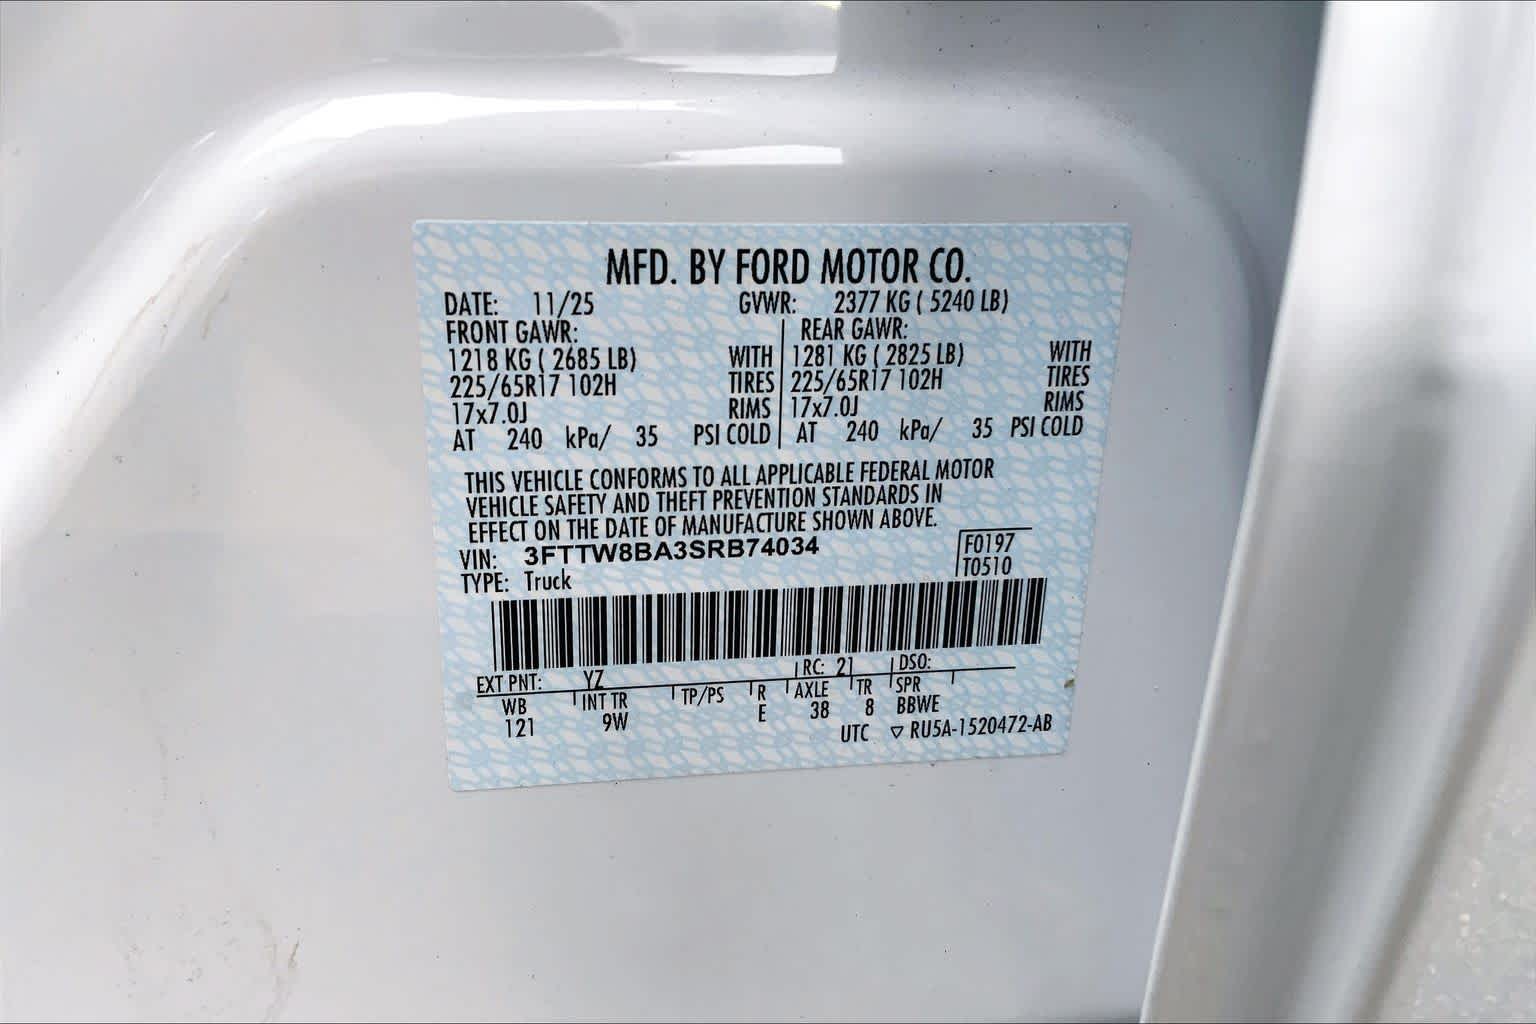 MFD. BY FORD MOTOR CO.
DATE: 11/25 GVWR: 2377 KG ( 5240 LB)
FRONT GAWR: REAR GAWR:
1218 KG ( 2685 LB) WITH 1281 KG ( 2825 LB) WITH
225/65R17 102H TIRES 225/65R17 102H TIRES
17x7.0J RIMS 17x7.0J RIMS
AT 240 kPa/ 35 PSI COLD AT 240 kPa/ 35 PSI COLD
THIS VEHICLE CONFORMS TO ALL APPLICABLE FEDERAL MOTOR
VEHICLE SAFETY AND THEFT PREVENTION STANDARDS IN
EFFECT ON THE DATE OF MANUFACTURE SHOWN ABOVE.
VIN: 3FTTW8BA3SRB74034 F0197
TYPE: Truck T0510
EXT PNT: YZ RC: 21 DSO:
WB INT TR TP/PS R AXLE TR SPR
121 9W E 38 8 BBWE
UTC ▽ RU5A-1520472-AB